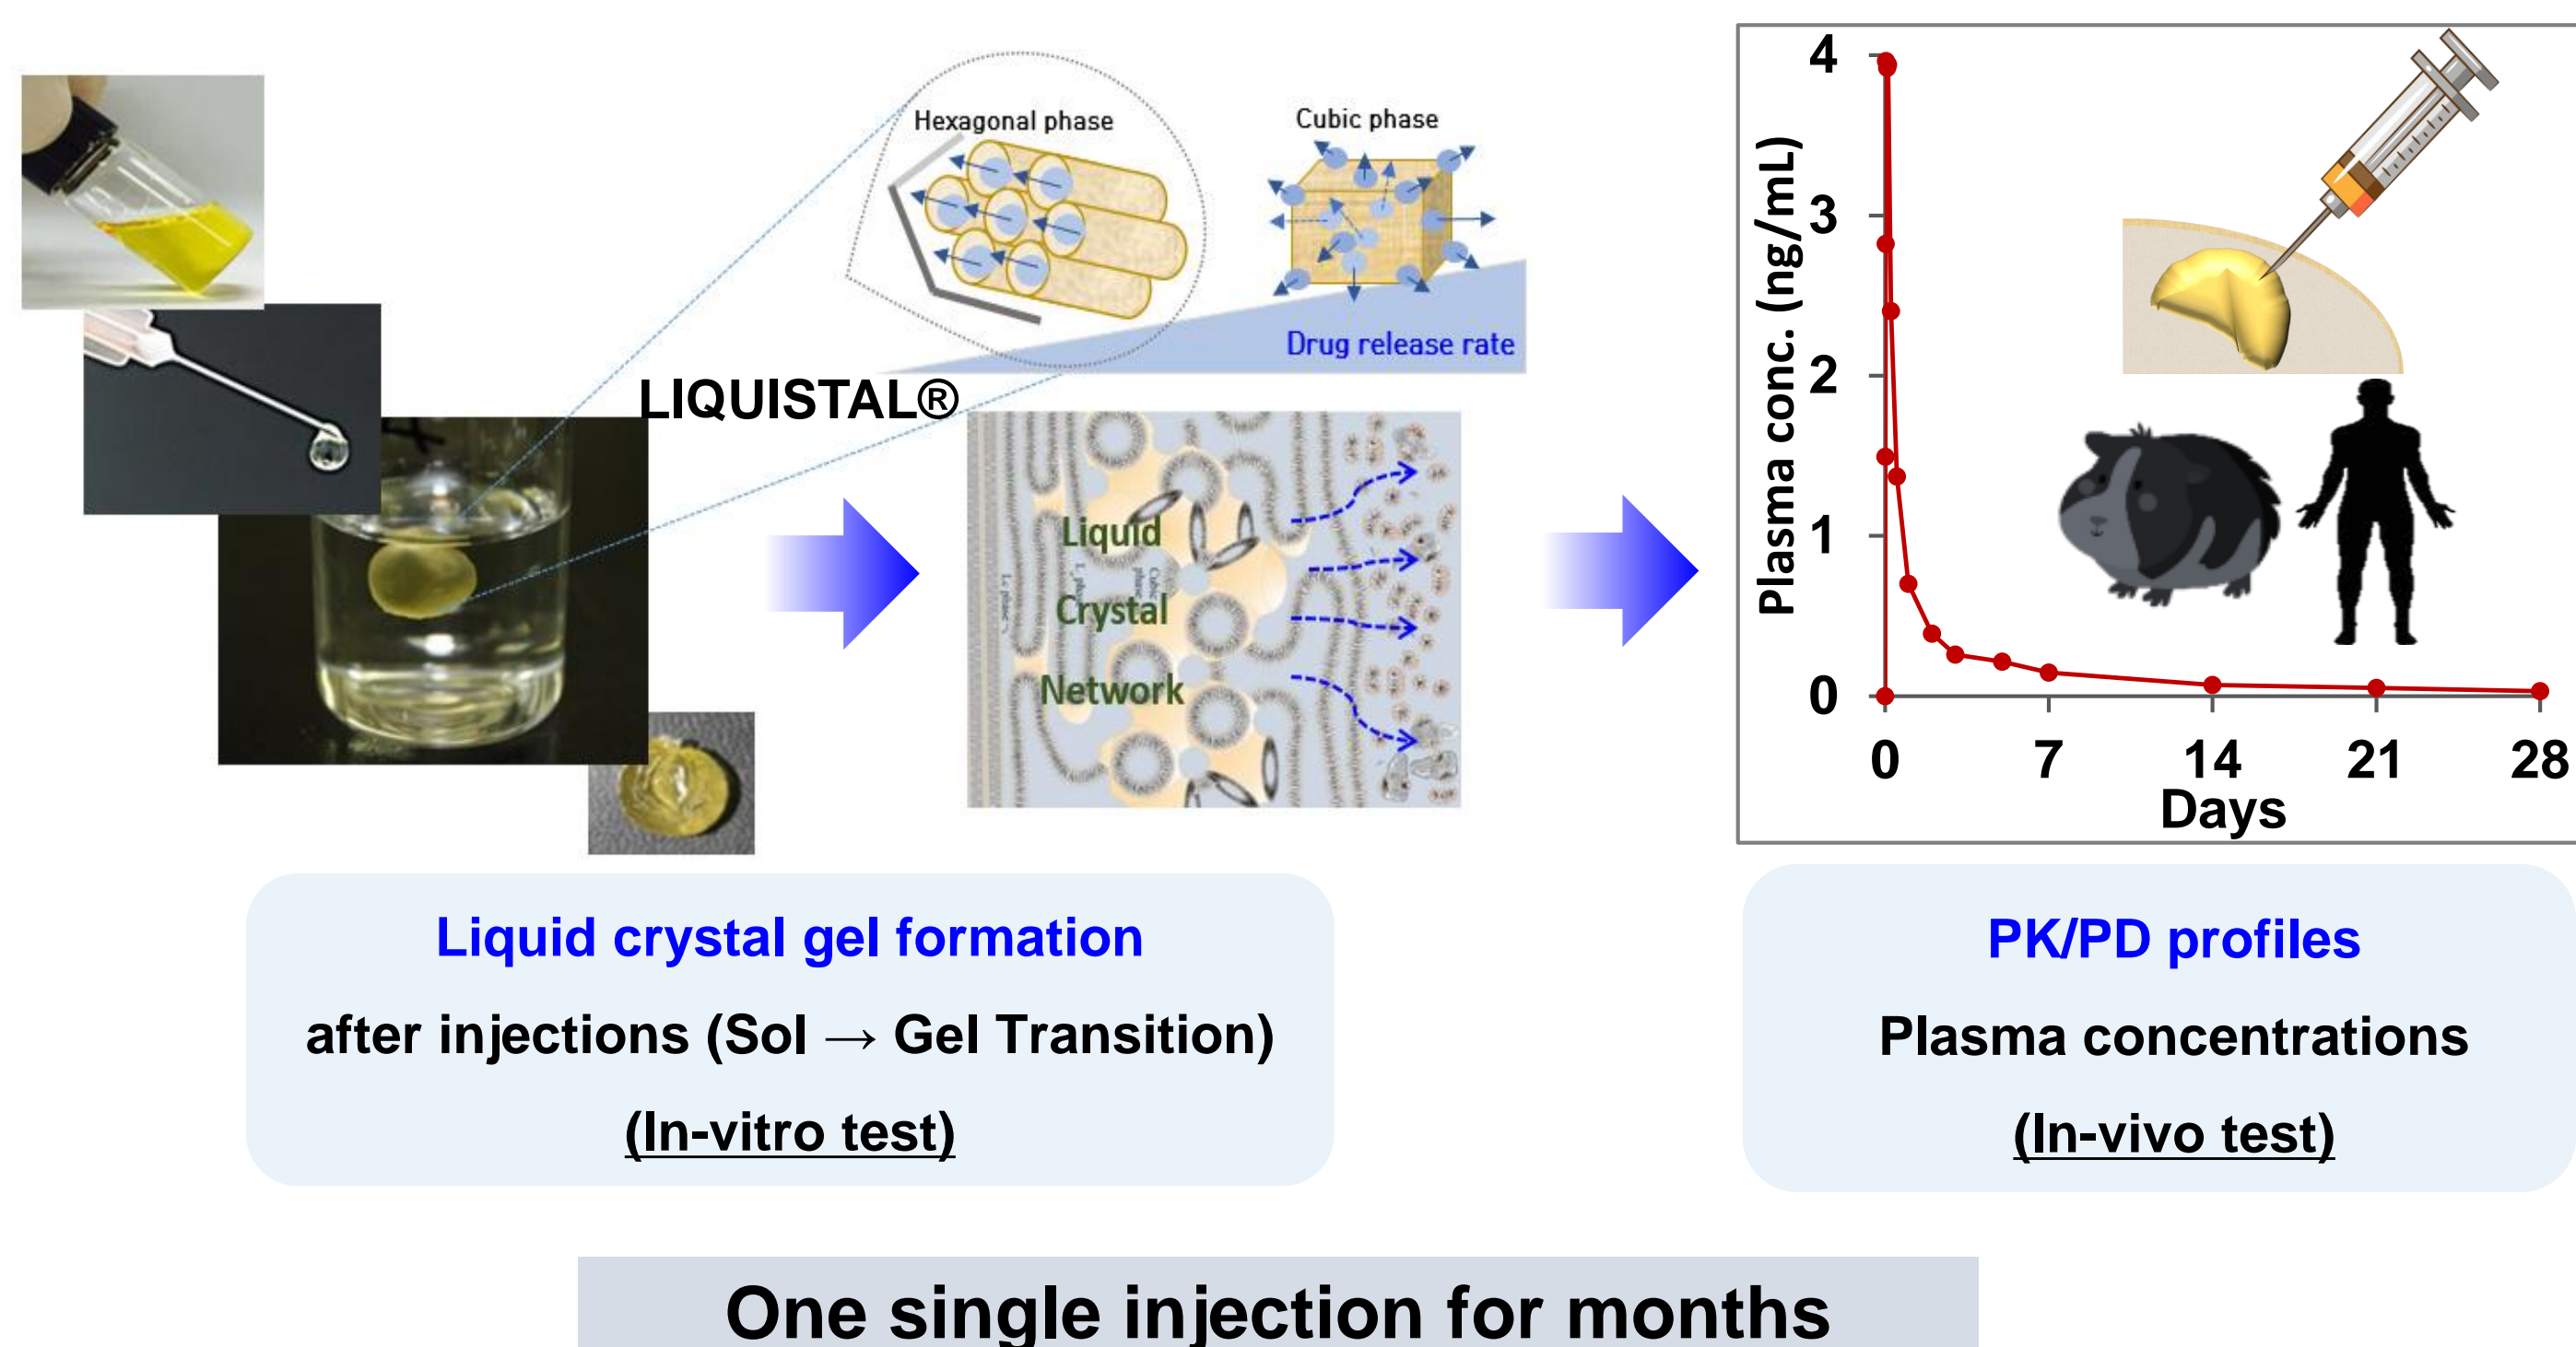 Hexagonal phase
Cubic phase
Drug release rate
LIQUISTAL®
Liquid
Crystal
Network
Cubic
phase
4
3
2
1
0
Plasma conc. (ng/mL)
0 7 14 21 28
Days
Liquid crystal gel formation
after injections (Sol → Gel Transition)
(In-vitro test)
PK/PD profiles
Plasma concentrations
(In-vivo test)
One single injection for months